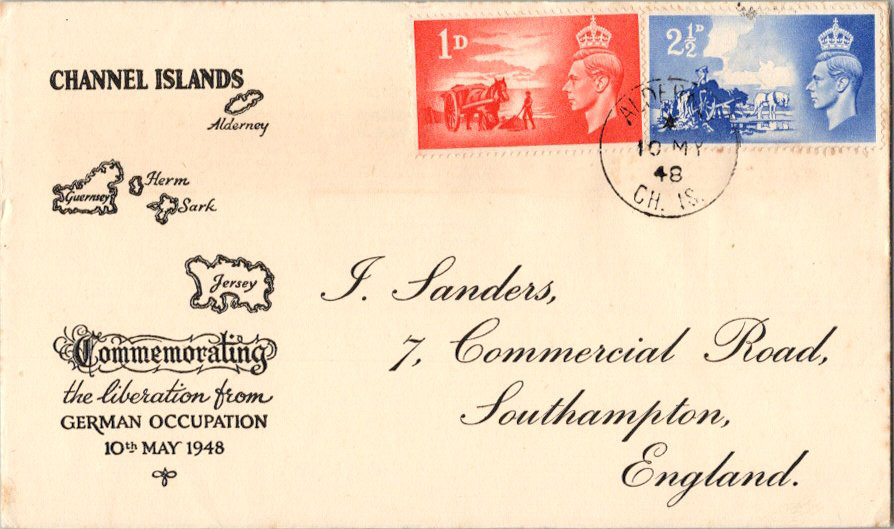 CHANNEL ISLANDS
Alderney
Guernsey
Herm
Sark
Jersey
Commemorating
the liberation from
GERMAN OCCUPATION
10th MAY 1948
1D
2½D
ALDERNEY
10 MY
48
CH. IS.
J. Sanders,
7, Commercial Road,
Southampton,
England.